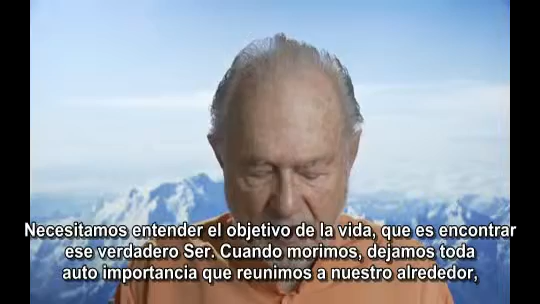 Necesitamos entender el objetivo de la vida, que es encontrar
ese verdadero Ser. Cuando morimos, dejamos toda
auto importancia que reunimos a nuestro alrededor,